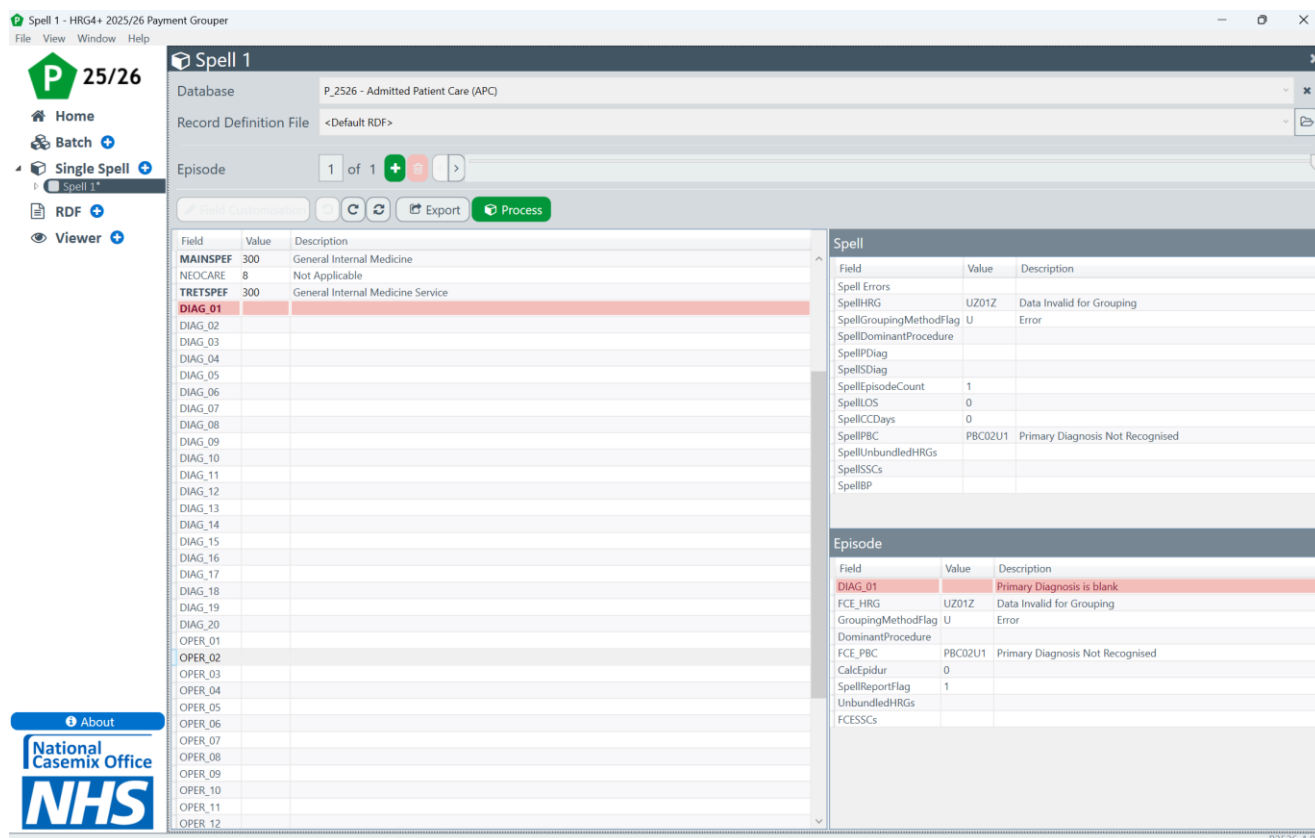 Spell 1 - HRG4+ 2025/26 Payment Grouper
File View Window Help
P 25/26
Home
Batch
Single Spell
Spell 1*
RDF
Viewer
About
National
Casemix Office
NHS
Spell 1
Database P_2526 - Admitted Patient Care (APC)
Record Definition File <Default RDF>
Episode 1 of 1
Export Process
Field Value Description
MAINSPEF 300 General Internal Medicine
NEOCARE 8 Not Applicable
TRETSPEF 300 General Internal Medicine Service
DIAG_01
DIAG_02
DIAG_03
DIAG_04
DIAG_05
DIAG_06
DIAG_07
DIAG_08
DIAG_09
DIAG_10
DIAG_11
DIAG_12
DIAG_13
DIAG_14
DIAG_15
DIAG_16
DIAG_17
DIAG_18
DIAG_19
DIAG_20
OPER_01
OPER_02
OPER_03
OPER_04
OPER_05
OPER_06
OPER_07
OPER_08
OPER_09
OPER_10
OPER_11
OPER_12
Spell
Field Value Description
Spell Errors
SpellHRG UZ01Z Data Invalid for Grouping
SpellGroupingMethodFlag U Error
SpellDominantProcedure
SpellPDiag
SpellSDiag
SpellEpisodeCount 1
SpellLOS 0
SpellCCDays 0
SpellPBC PBC02U1 Primary Diagnosis Not Recognised
SpellUnbundledHRGs
SpellSSCs
SpellBP
Episode
Field Value Description
DIAG_01 Primary Diagnosis is blank
FCE_HRG UZ01Z Data Invalid for Grouping
GroupingMethodFlag U Error
DominantProcedure
FCE_PBC PBC02U1 Primary Diagnosis Not Recognised
CalcEpidur 0
SpellReportFlag 1
UnbundledHRGs
FCESSCs